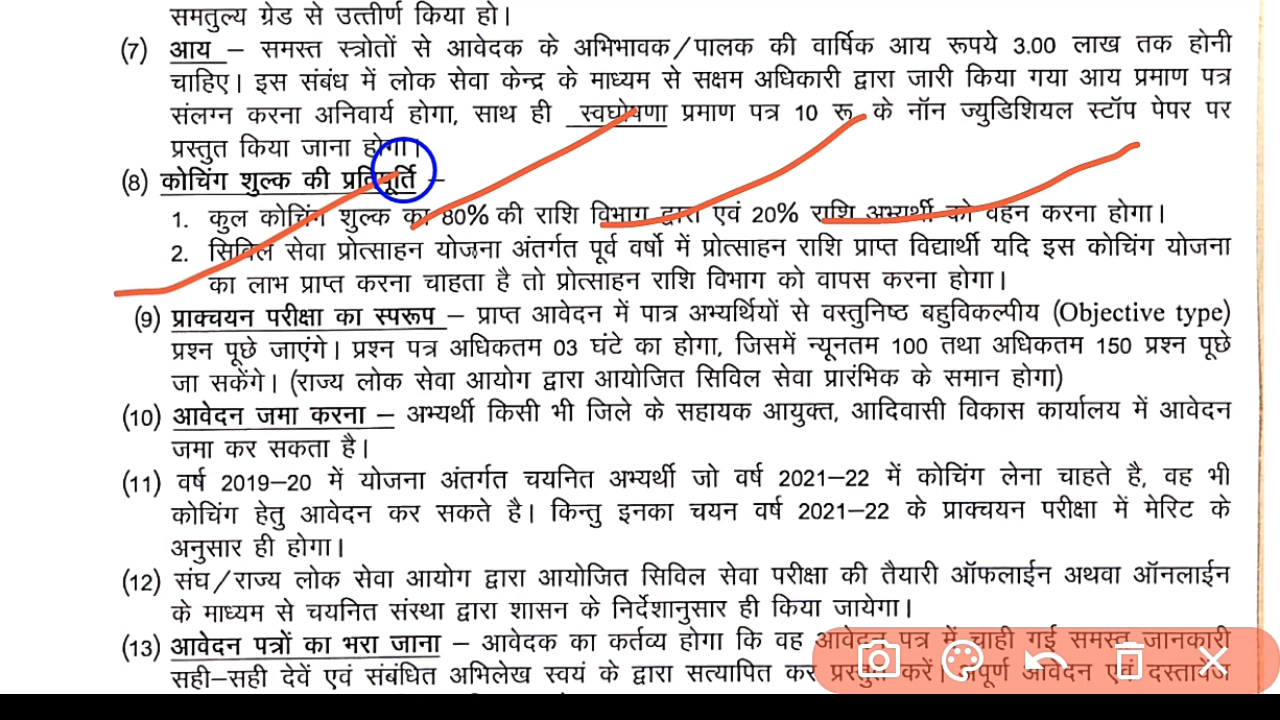 समतुल्य ग्रेड से उत्तीर्ण किया हो।
(7) आय – समस्त स्त्रोतों से आवेदक के अभिभावक/पालक की वार्षिक आय रूपये 3.00 लाख तक होनी
चाहिए। इस संबंध में लोक सेवा केन्द्र के माध्यम से सक्षम अधिकारी द्वारा जारी किया गया आय प्रमाण पत्र
संलग्न करना अनिवार्य होगा, साथ ही स्वघोषणा प्रमाण पत्र 10 रू के नॉन ज्युडिशियल स्टॉप पेपर पर
प्रस्तुत किया जाना होगा।
(8) कोचिंग शुल्क की प्रतिपूर्ति –
1. कुल कोचिंग शुल्क का 80% की राशि विभाग द्वारा एवं 20% राशि अभ्यर्थी को वहन करना होगा।
2. सिविल सेवा प्रोत्साहन योजना अंतर्गत पूर्व वर्षो में प्रोत्साहन राशि प्राप्त विद्यार्थी यदि इस कोचिंग योजना
का लाभ प्राप्त करना चाहता है तो प्रोत्साहन राशि विभाग को वापस करना होगा।
(9) प्राक्चयन परीक्षा का स्परूप – प्राप्त आवेदन में पात्र अभ्यर्थियों से वस्तुनिष्ठ बहुविकल्पीय (Objective type)
प्रश्न पूछे जाएंगे। प्रश्न पत्र अधिकतम 03 घंटे का होगा, जिसमें न्यूनतम 100 तथा अधिकतम 150 प्रश्न पूछे
जा सकेंगे। (राज्य लोक सेवा आयोग द्वारा आयोजित सिविल सेवा प्रारंभिक के समान होगा)
(10) आवेदन जमा करना – अभ्यर्थी किसी भी जिले के सहायक आयुक्त, आदिवासी विकास कार्यालय में आवेदन
जमा कर सकता है।
(11) वर्ष 2019–20 में योजना अंतर्गत चयनित अभ्यर्थी जो वर्ष 2021–22 में कोचिंग लेना चाहते है, वह भी
कोचिंग हेतु आवेदन कर सकते है। किन्तु इनका चयन वर्ष 2021–22 के प्राक्चयन परीक्षा में मेरिट के
अनुसार ही होगा।
(12) संघ/राज्य लोक सेवा आयोग द्वारा आयोजित सिविल सेवा परीक्षा की तैयारी ऑफलाईन अथवा ऑनलाईन
के माध्यम से चयनित संस्था द्वारा शासन के निर्देशानुसार ही किया जायेगा।
(13) आवेदन पत्रों का भरा जाना – आवेदक का कर्तव्य होगा कि वह आवेदन पत्र में चाही गई समस्त जानकारी
सही–सही देवें एवं संबंधित अभिलेख स्वयं के द्वारा सत्यापित कर प्रस्तुत करें। आवेदन एवं दस्तावेज